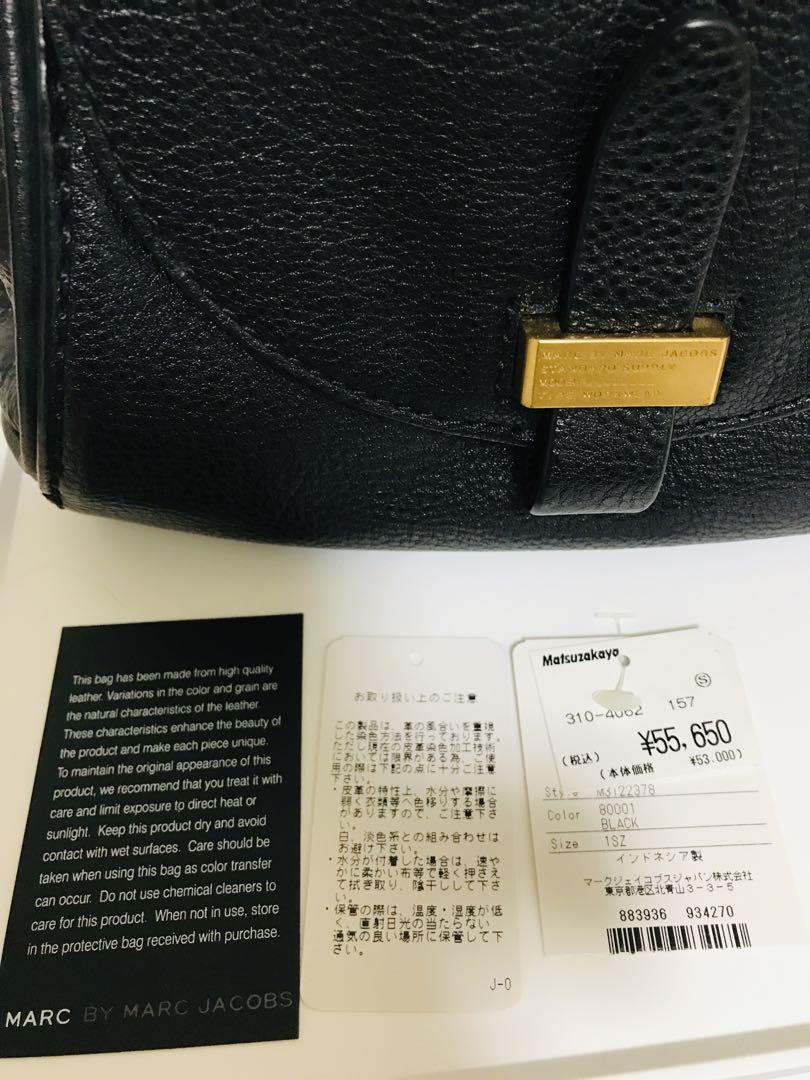 MARC BY MARC JACOBS
STANDARD SUPPLY
WORKWEAR
This bag has been made from high quality
leather. Variations in the color and grain are
the natural characteristics of the leather.
These characteristics enhance the beauty of
the product and make each piece unique.
To maintain the original appearance of this
product, we recommend that you treat it with
care and limit exposure to direct heat or
sunlight. Keep this product dry and avoid
contact with wet surfaces. Care should be
taken when using this bag as color transfer
can occur. Do not use chemical cleaners to
care for this product. When not in use, store
in the protective bag received with purchase.
MARC BY MARC JACOBS
お取り扱い上のご注意
この製品は、革の風合いを重視
した染色方法を行っております。
ただし現在の皮革染色加工技術
においては限界がある為、ご使
用の際は下記の点に十分ご注意
下さい。
・皮革の特性上、水分や摩擦に
弱く衣類等へ色移りする場合
がありますので、ご注意下さ
い。
白、淡色系との組み合わせは
お避け下さい。
・水分が付着した場合は、速や
かに柔かい布等で軽く押さえ
て拭き取り、陰干しして下さ
い。
・保管の際は、温度・湿度が低
く、直射日光の当たらない
通気の良い場所に保管して下
さい。
J-0
Matsuzakaya
S
310-4062 157
¥55,650
(税込)
(本体価格 ¥53,000)
Style M3122378
Color 80001
BLACK
Size 1SZ
インドネシア製
マークジェイコブスジャパン株式会社
東京都港区北青山3-3-5
883936 934270